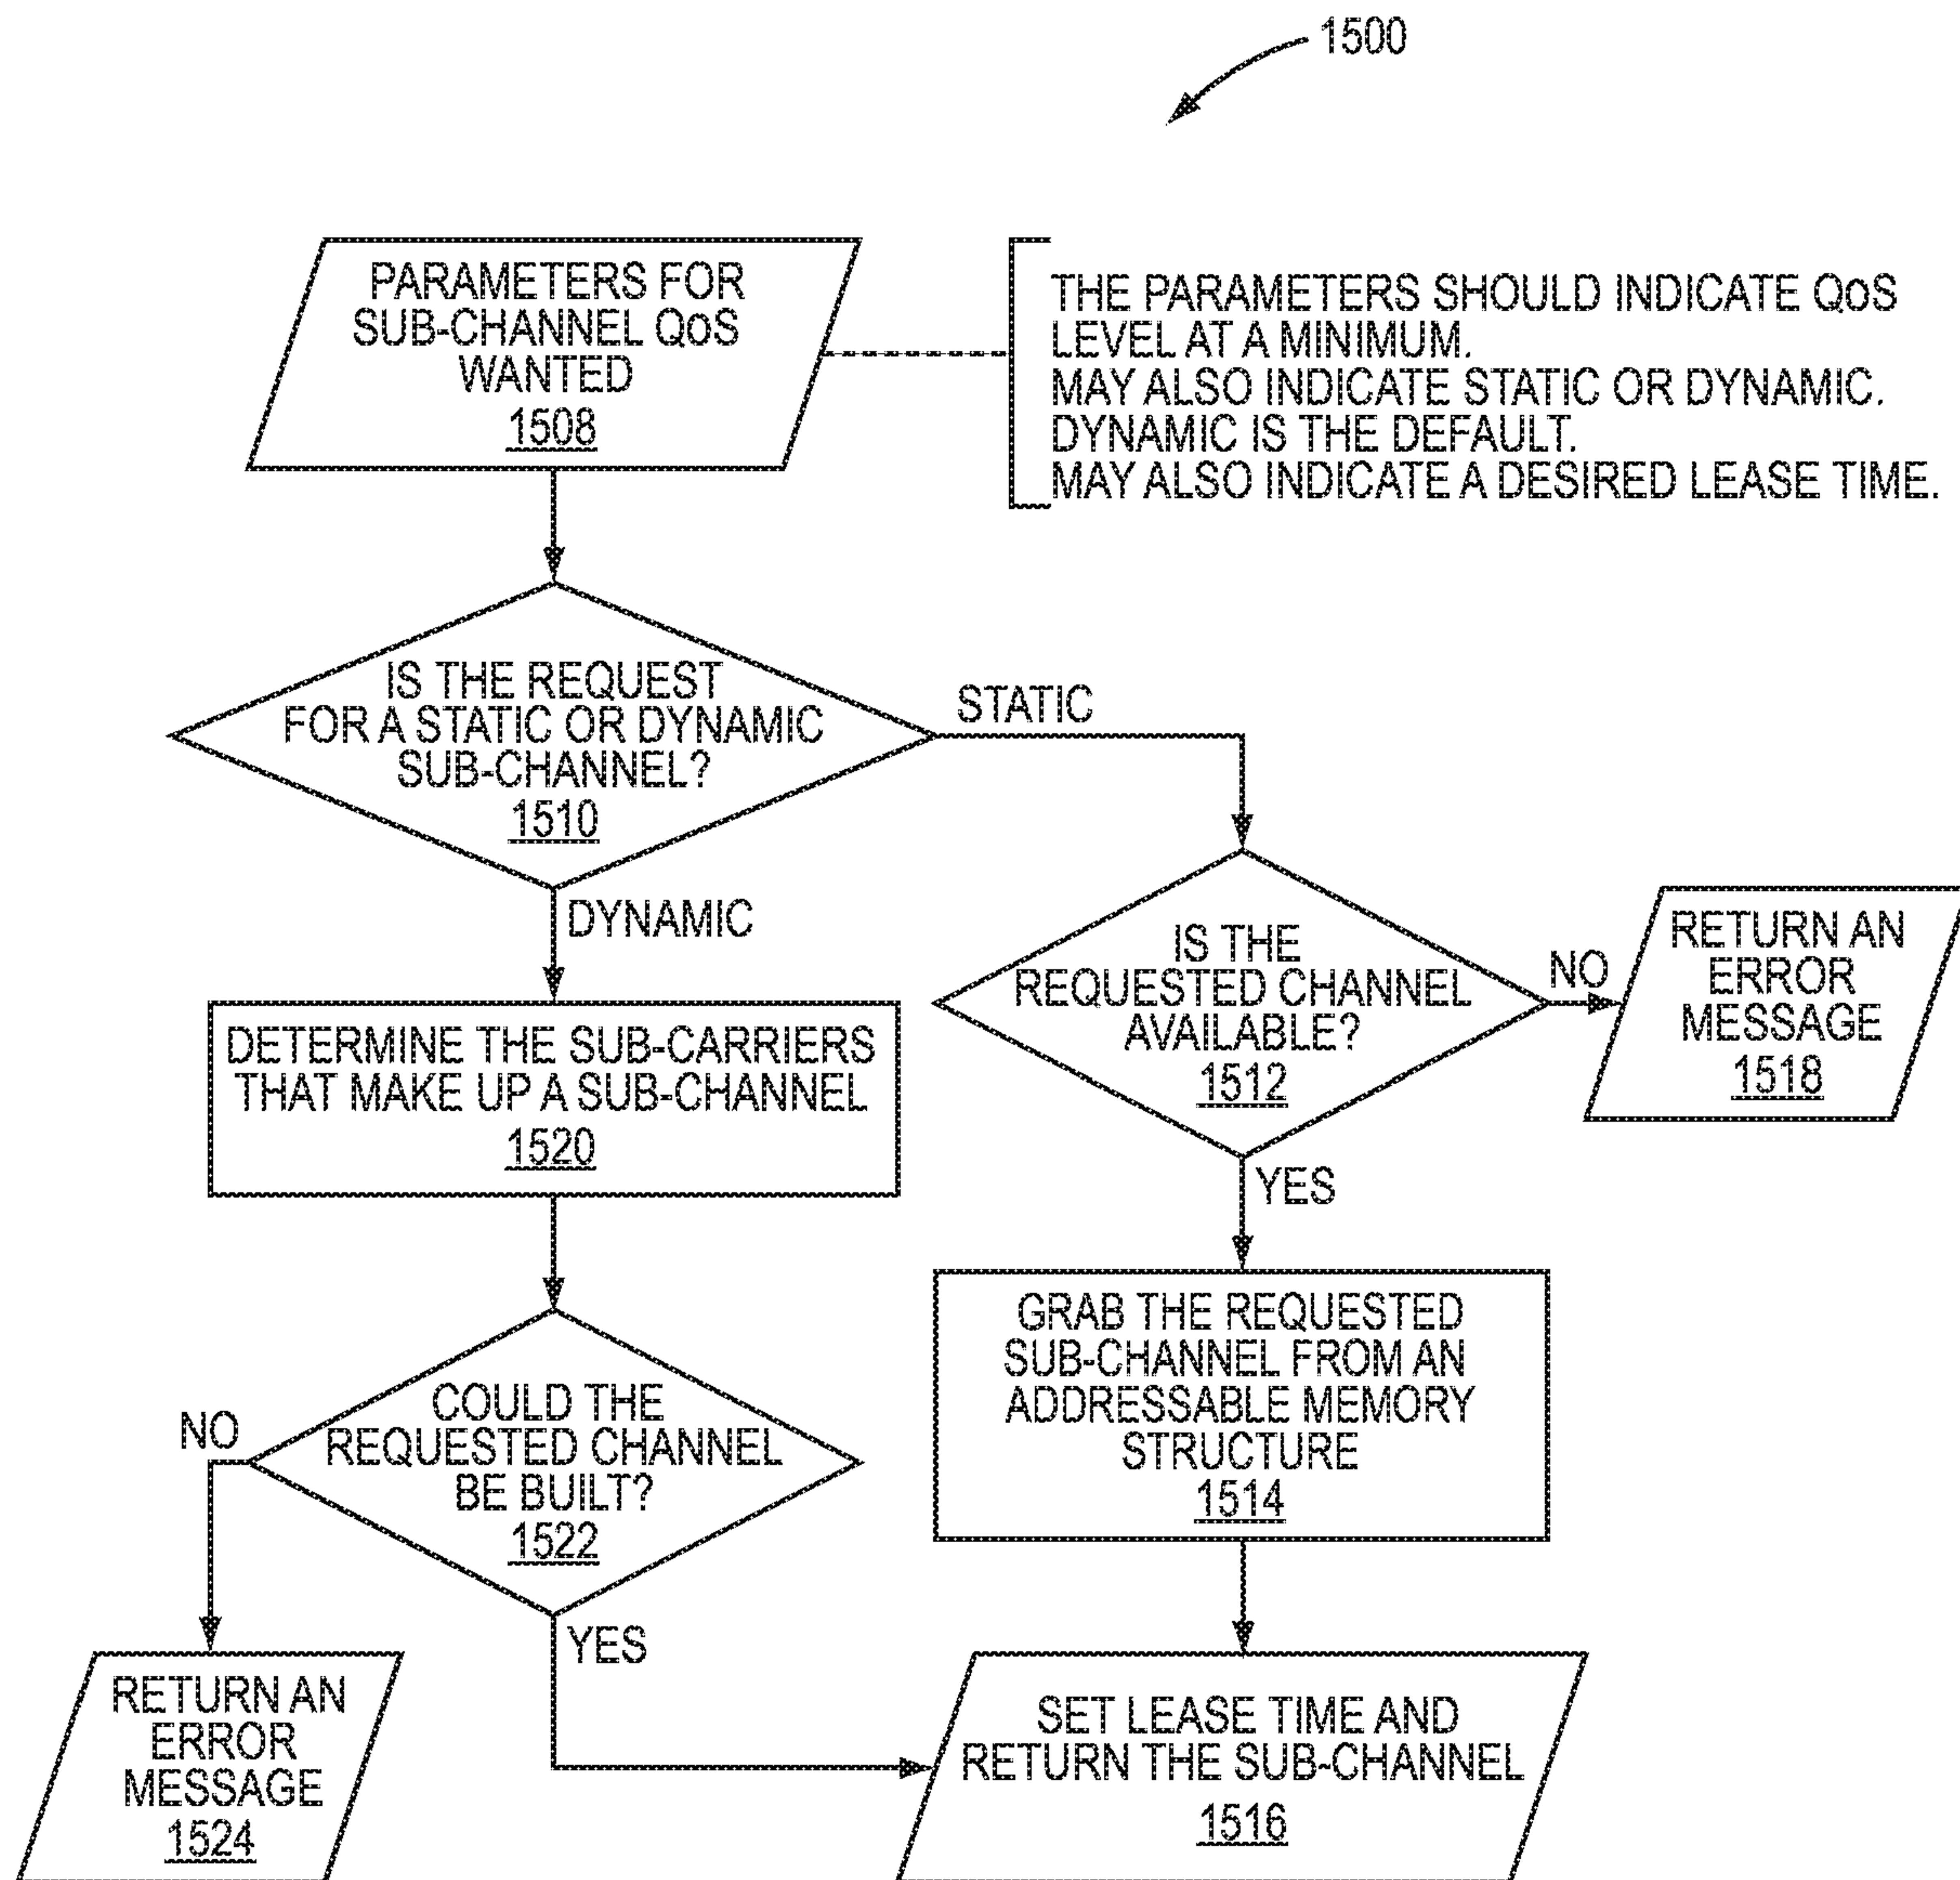 1500
PARAMETERS FOR
SUB-CHANNEL QoS
WANTED
1508
THE PARAMETERS SHOULD INDICATE QoS
LEVEL AT A MINIMUM.
MAY ALSO INDICATE STATIC OR DYNAMIC.
DYNAMIC IS THE DEFAULT.
MAY ALSO INDICATE A DESIRED LEASE TIME.
IS THE REQUEST
FOR A STATIC OR DYNAMIC
SUB-CHANNEL?
1510
STATIC
DYNAMIC
IS THE
REQUESTED CHANNEL
AVAILABLE?
1512
NO
RETURN AN
ERROR
MESSAGE
1518
DETERMINE THE SUB-CARRIERS
THAT MAKE UP A SUB-CHANNEL
1520
YES
GRAB THE REQUESTED
SUB-CHANNEL FROM AN
ADDRESSABLE MEMORY
STRUCTURE
1514
COULD THE
REQUESTED CHANNEL
BE BUILT?
1522
NO
YES
RETURN AN
ERROR
MESSAGE
1524
SET LEASE TIME AND
RETURN THE SUB-CHANNEL
1516